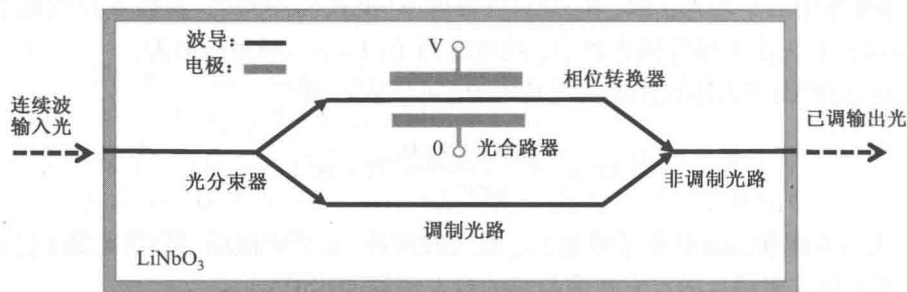 波导:
电极:
V
相位转换器
连续波
输入光
已调输出光
0
光合路器
光分束器
非调制光路
调制光路
LiNbO₃